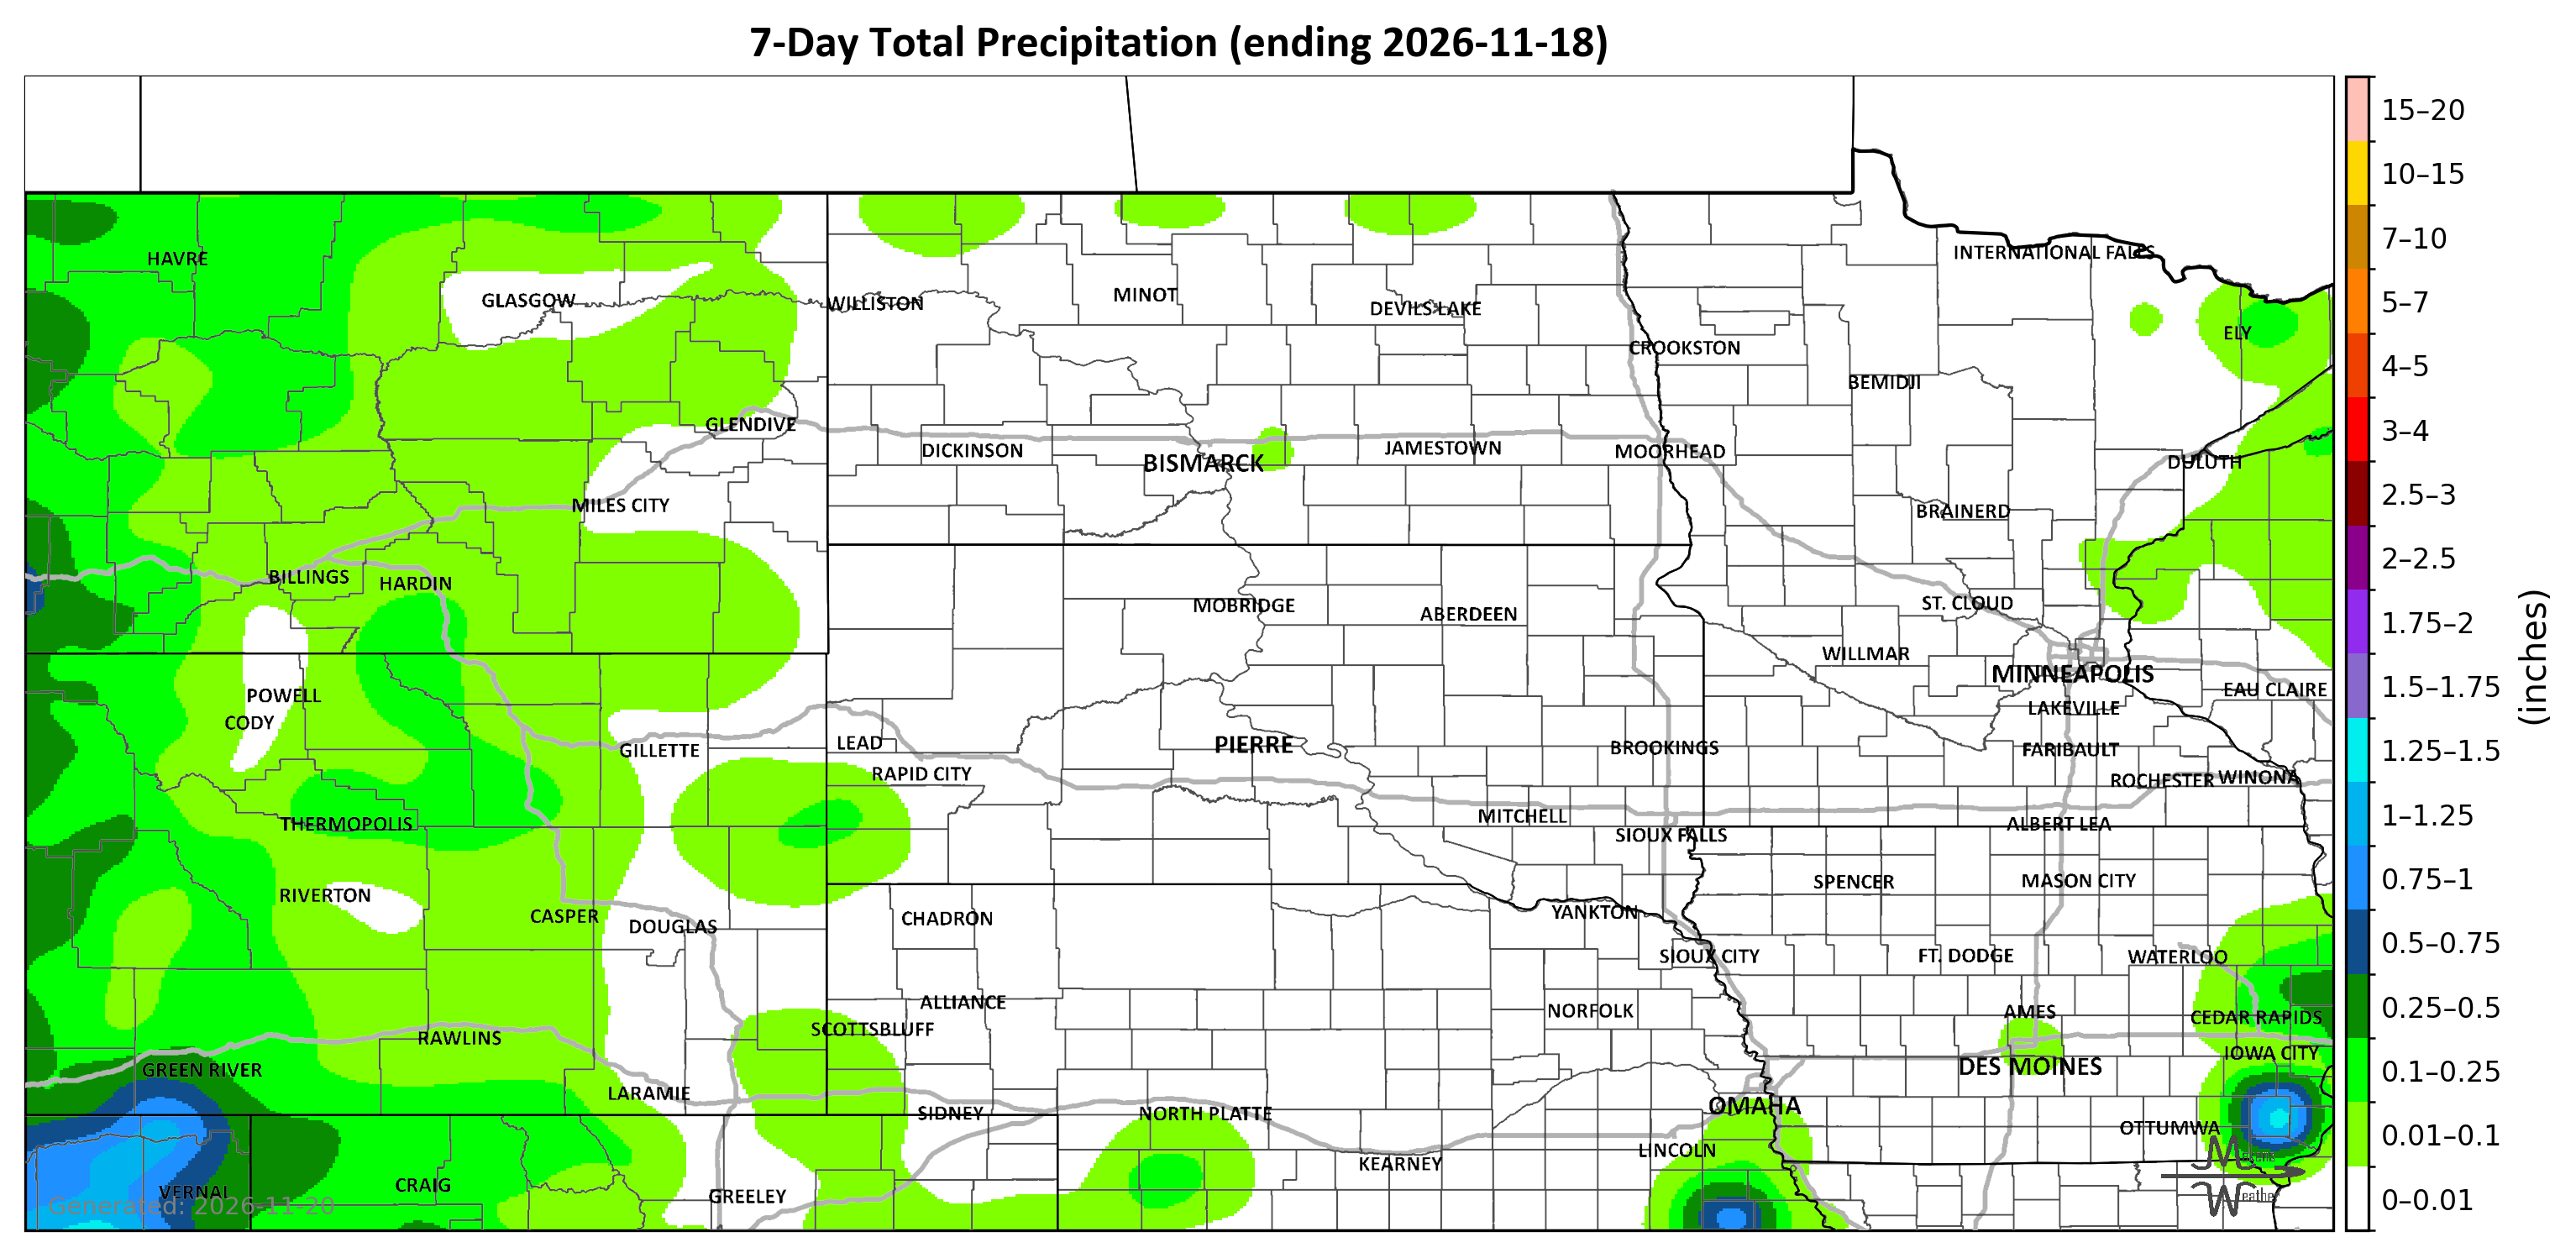 7-Day Total Precipitation (ending 2026-11-18)
HAVRE
INTERNATIONAL FALLS
GLASGOW
WILLISTON
MINOT
DEVILS LAKE
ELY
CROOKSTON
BEMIDJI
GLENDIVE
DICKINSON
BISMARCK
JAMESTOWN
MOORHEAD
DULUTH
MILES CITY
BRAINERD
BILLINGS
HARDIN
MOBRIDGE
ABERDEEN
ST. CLOUD
WILLMAR
MINNEAPOLIS
POWELL
EAU CLAIRE
CODY
LAKEVILLE
GILLETTE
LEAD
PIERRE
BROOKINGS
FARIBAULT
RAPID CITY
ROCHESTER
WINONA
THERMOPOLIS
MITCHELL
SIOUX FALLS
ALBERT LEA
RIVERTON
SPENCER
MASON CITY
CASPER
DOUGLAS
CHADRON
YANKTON
SIOUX CITY
FT. DODGE
WATERLOO
ALLIANCE
NORFOLK
AMES
CEDAR RAPIDS
RAWLINS
SCOTTSBLUFF
GREEN RIVER
DES MOINES
IOWA CITY
LARAMIE
SIDNEY
NORTH PLATTE
OMAHA
OTTUMWA
LINCOLN
KEARNEY
VERNAL
CRAIG
GREELEY
Generated: 2026-11-20
Weather
15–20
10–15
7–10
5–7
4–5
3–4
2.5–3
2–2.5
1.75–2
1.5–1.75
1.25–1.5
1–1.25
0.75–1
0.5–0.75
0.25–0.5
0.1–0.25
0.01–0.1
0–0.01
(inches)